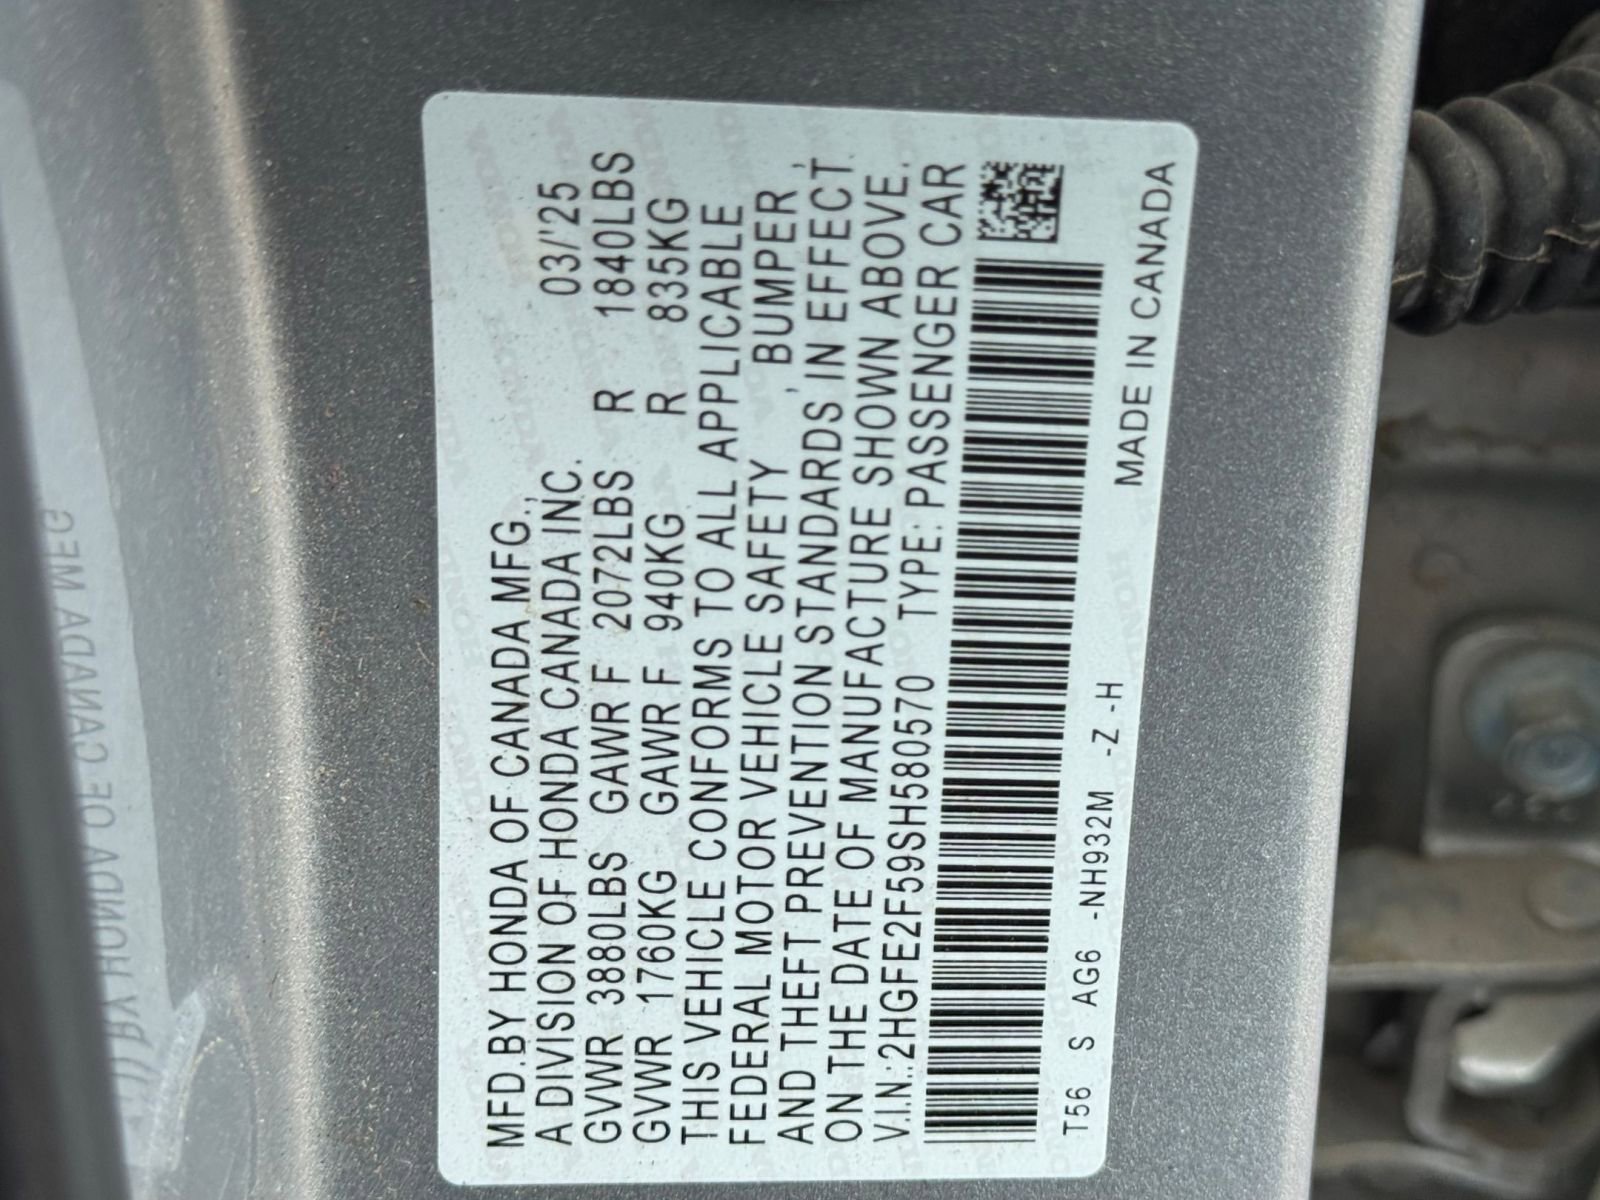 MFD.BY HONDA OF CANADA MFG.,
A DIVISION OF HONDA CANADA INC. 03/'25
GVWR 3880LBS GAWR F 2072LBS R 1840LBS
GVWR 1760KG GAWR F 940KG R 835KG
THIS VEHICLE CONFORMS TO ALL APPLICABLE
FEDERAL MOTOR VEHICLE SAFETY , BUMPER ,
AND THEFT PREVENTION STANDARDS IN EFFECT
ON THE DATE OF MANUFACTURE SHOWN ABOVE.
V.I.N.:2HGFE2F59SH580570 TYPE: PASSENGER CAR
T56 S AG6 -NH932M -Z -H
MADE IN CANADA